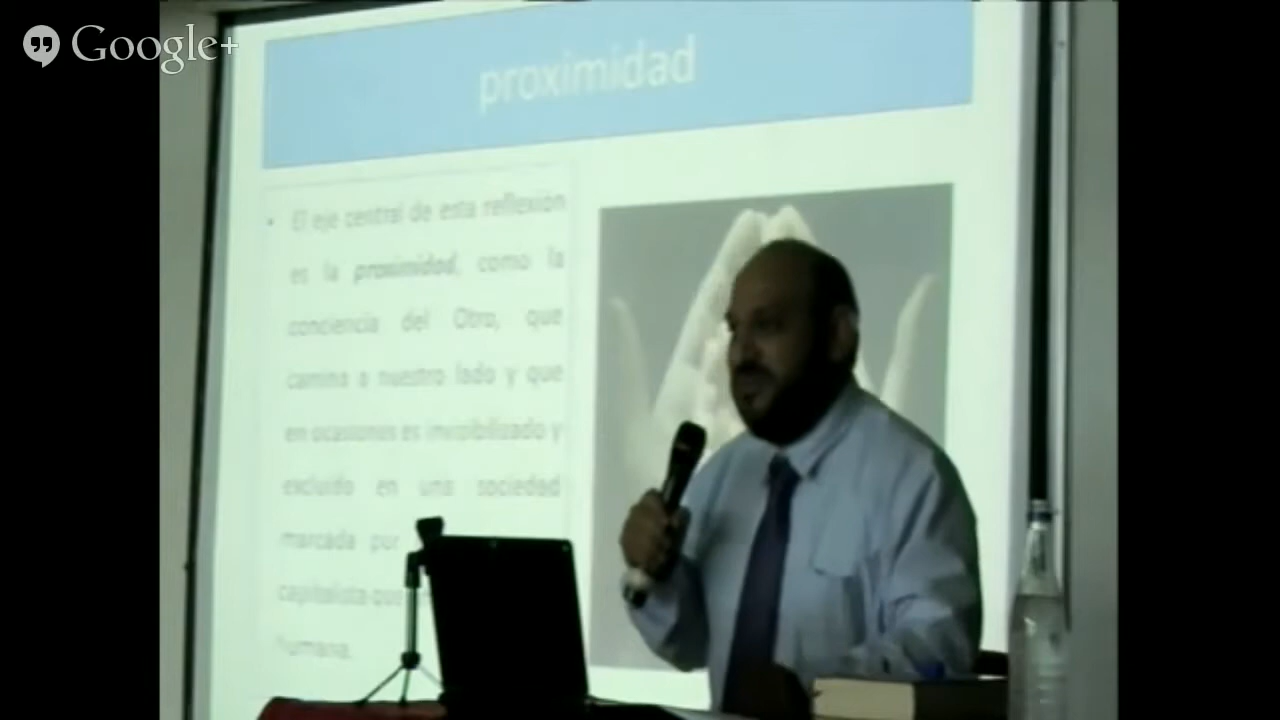 Google+
proximidad
• El eje central de esta reflexión
es la proximidad, como la
conciencia del Otro, que
camina a nuestro lado y que
en ocasiones es invisibilizado y
excluido en una sociedad
marcada por
capitalista que
humana.